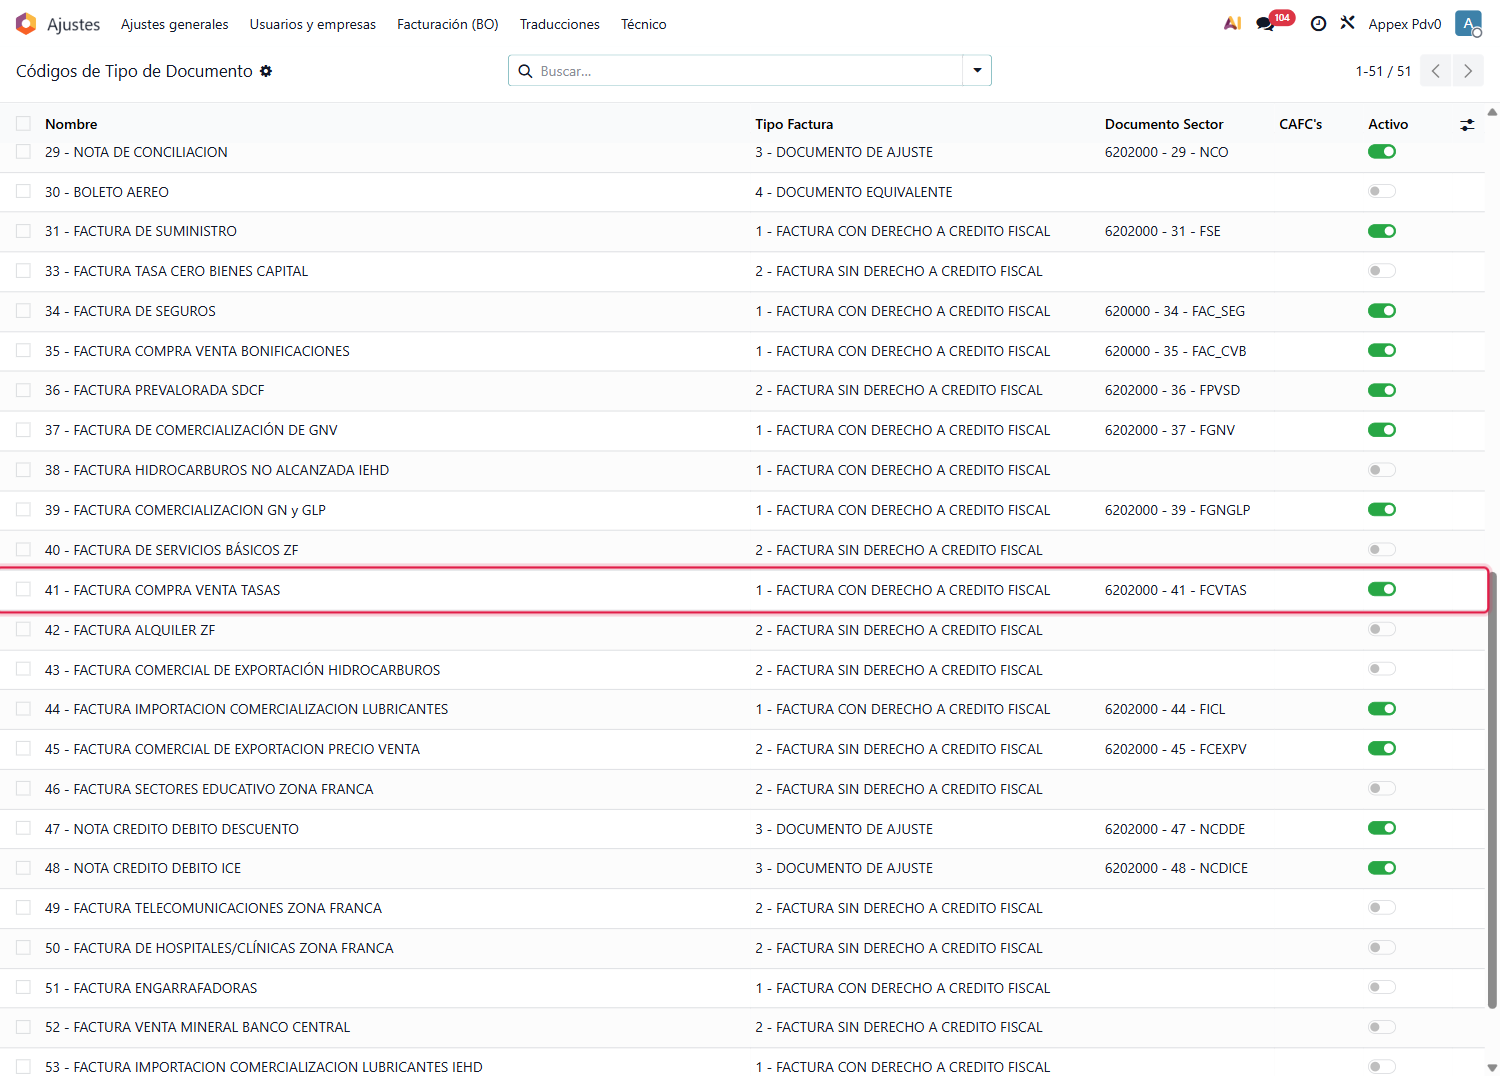 Ajustes Ajustes generales Usuarios y empresas Facturación (BO) Traducciones Técnico AI 104 Appex Pdv0 A
Códigos de Tipo de Documento Buscar... 1-51 / 51
Nombre Tipo Factura Documento Sector CAFC's Activo
29 - NOTA DE CONCILIACION 3 - DOCUMENTO DE AJUSTE 6202000 - 29 - NCO
30 - BOLETO AEREO 4 - DOCUMENTO EQUIVALENTE
31 - FACTURA DE SUMINISTRO 1 - FACTURA CON DERECHO A CREDITO FISCAL 6202000 - 31 - FSE
33 - FACTURA TASA CERO BIENES CAPITAL 2 - FACTURA SIN DERECHO A CREDITO FISCAL
34 - FACTURA DE SEGUROS 1 - FACTURA CON DERECHO A CREDITO FISCAL 620000 - 34 - FAC_SEG
35 - FACTURA COMPRA VENTA BONIFICACIONES 1 - FACTURA CON DERECHO A CREDITO FISCAL 620000 - 35 - FAC_CVB
36 - FACTURA PREVALORADA SDCF 2 - FACTURA SIN DERECHO A CREDITO FISCAL 6202000 - 36 - FPVSD
37 - FACTURA DE COMERCIALIZACIÓN DE GNV 1 - FACTURA CON DERECHO A CREDITO FISCAL 6202000 - 37 - FGNV
38 - FACTURA HIDROCARBUROS NO ALCANZADA IEHD 1 - FACTURA CON DERECHO A CREDITO FISCAL
39 - FACTURA COMERCIALIZACION GN y GLP 1 - FACTURA CON DERECHO A CREDITO FISCAL 6202000 - 39 - FGNGLP
40 - FACTURA DE SERVICIOS BÁSICOS ZF 2 - FACTURA SIN DERECHO A CREDITO FISCAL
41 - FACTURA COMPRA VENTA TASAS 1 - FACTURA CON DERECHO A CREDITO FISCAL 6202000 - 41 - FCVTAS
42 - FACTURA ALQUILER ZF 2 - FACTURA SIN DERECHO A CREDITO FISCAL
43 - FACTURA COMERCIAL DE EXPORTACIÓN HIDROCARBUROS 2 - FACTURA SIN DERECHO A CREDITO FISCAL
44 - FACTURA IMPORTACION COMERCIALIZACION LUBRICANTES 1 - FACTURA CON DERECHO A CREDITO FISCAL 6202000 - 44 - FICL
45 - FACTURA COMERCIAL DE EXPORTACION PRECIO VENTA 2 - FACTURA SIN DERECHO A CREDITO FISCAL 6202000 - 45 - FCEXPV
46 - FACTURA SECTORES EDUCATIVO ZONA FRANCA 2 - FACTURA SIN DERECHO A CREDITO FISCAL
47 - NOTA CREDITO DEBITO DESCUENTO 3 - DOCUMENTO DE AJUSTE 6202000 - 47 - NCDDE
48 - NOTA CREDITO DEBITO ICE 3 - DOCUMENTO DE AJUSTE 6202000 - 48 - NCDICE
49 - FACTURA TELECOMUNICACIONES ZONA FRANCA 2 - FACTURA SIN DERECHO A CREDITO FISCAL
50 - FACTURA DE HOSPITALES/CLÍNICAS ZONA FRANCA 2 - FACTURA SIN DERECHO A CREDITO FISCAL
51 - FACTURA ENGARRAFADORAS 1 - FACTURA CON DERECHO A CREDITO FISCAL
52 - FACTURA VENTA MINERAL BANCO CENTRAL 2 - FACTURA SIN DERECHO A CREDITO FISCAL
53 - FACTURA IMPORTACION COMERCIALIZACION LUBRICANTES IEHD 1 - FACTURA CON DERECHO A CREDITO FISCAL